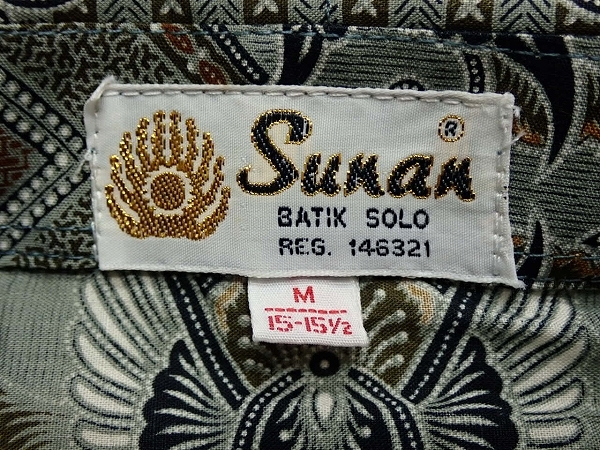 Sunan ®
BATIK SOLO
REG. 146321
M
15-15½